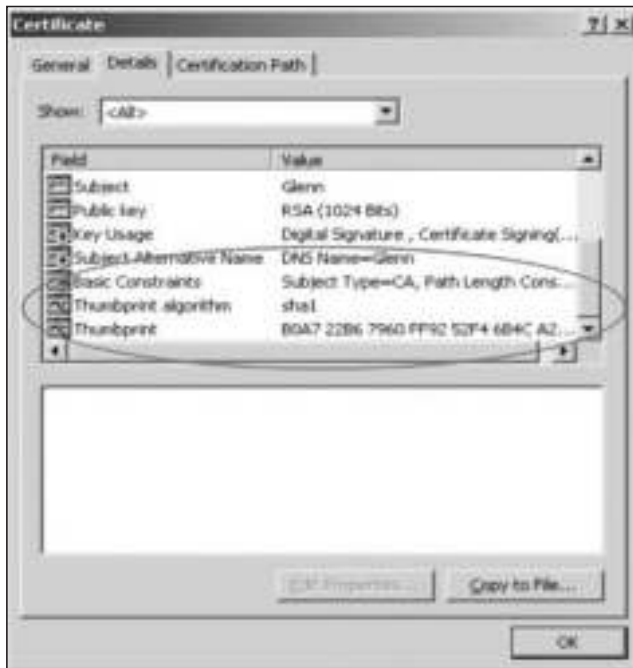 Certificate
General Details Certification Path
Show: <All>
Field Value
Subject Glenn
Public key RSA (1024 Bits)
Key Usage Digital Signature , Certificate Signing(...
Subject Alternative Name DNS Name=Glenn
Basic Constraints Subject Type=CA, Path Length Cons...
Thumbprint algorithm sha1
Thumbprint B0A7 22B6 7960 FF92 52F4 6B4C A2...
Edit Properties... Copy to File...
OK